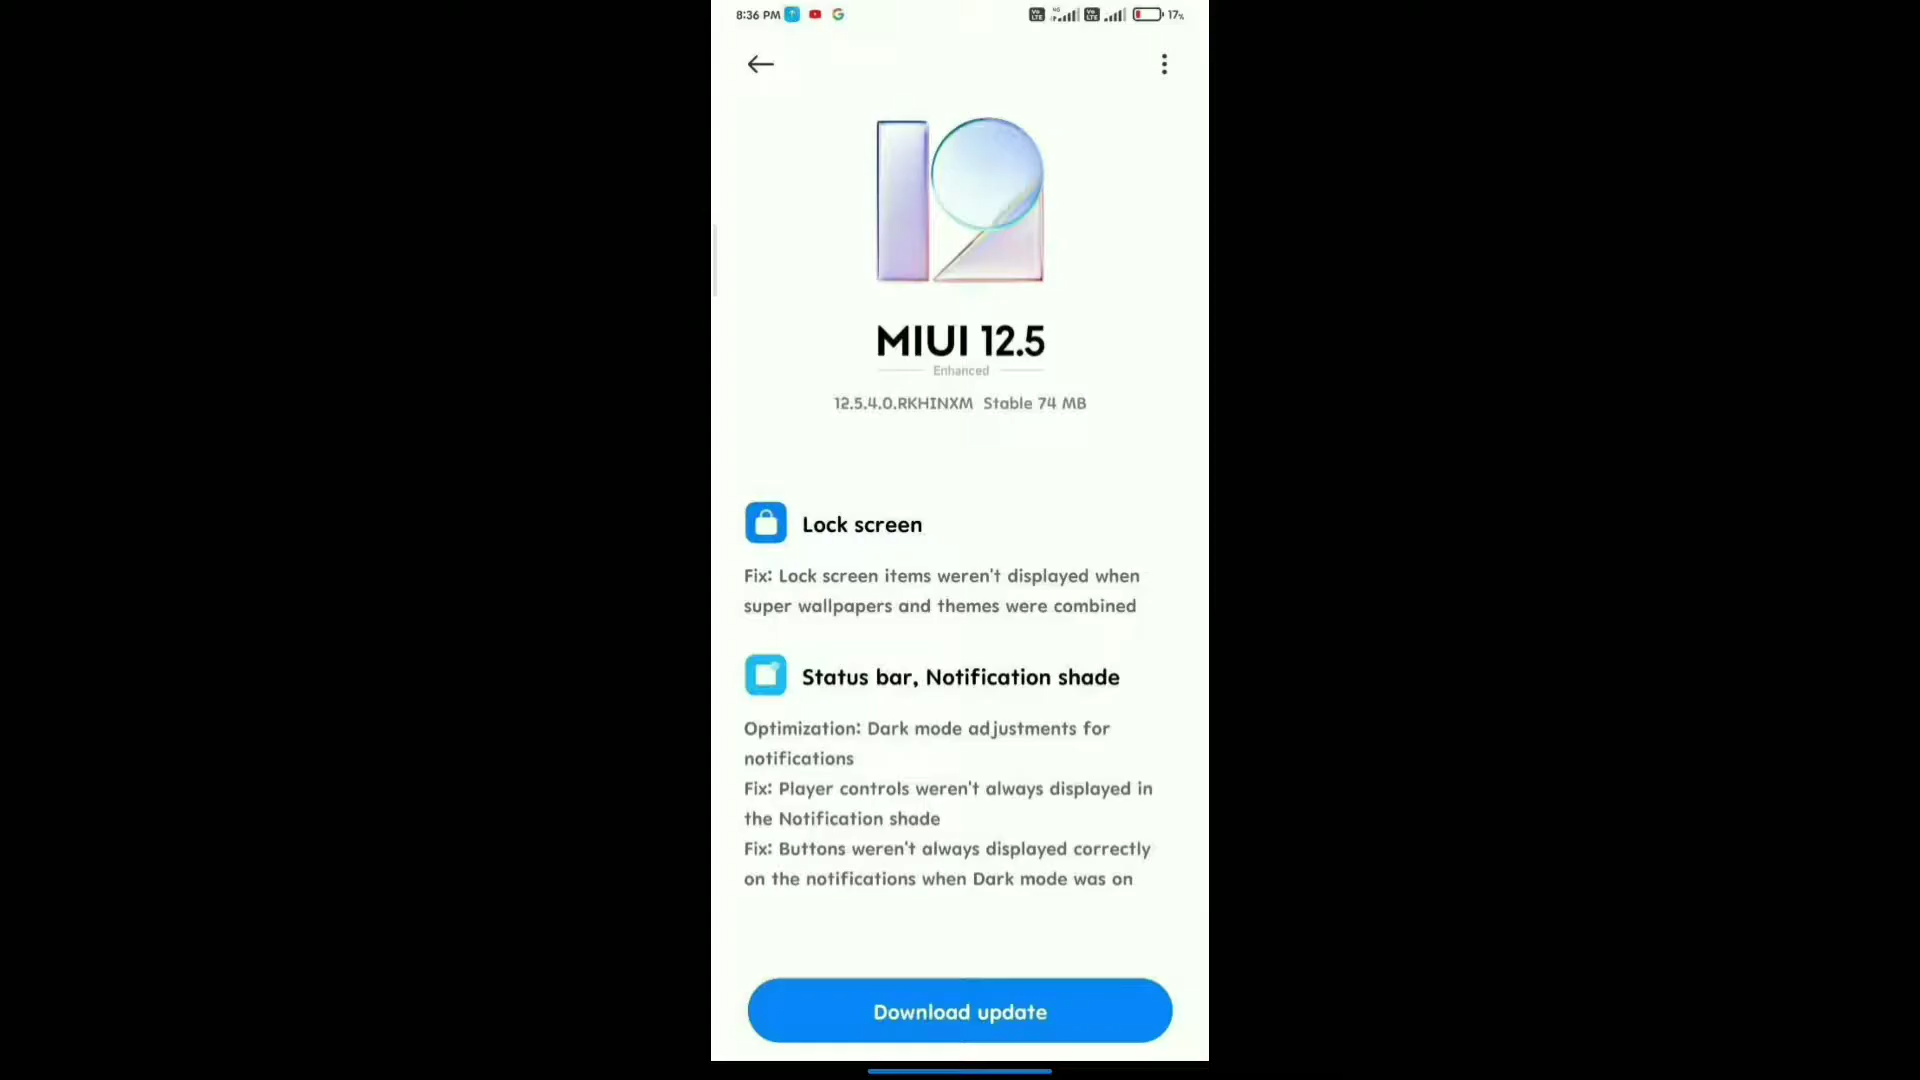 8:36 PM 17%
MIUI 12.5
Enhanced
12.5.4.0.RKHINXM Stable 74 MB
Lock screen
Fix: Lock screen items weren't displayed when
super wallpapers and themes were combined
Status bar, Notification shade
Optimization: Dark mode adjustments for
notifications
Fix: Player controls weren't always displayed in
the Notification shade
Fix: Buttons weren't always displayed correctly
on the notifications when Dark mode was on
Download update